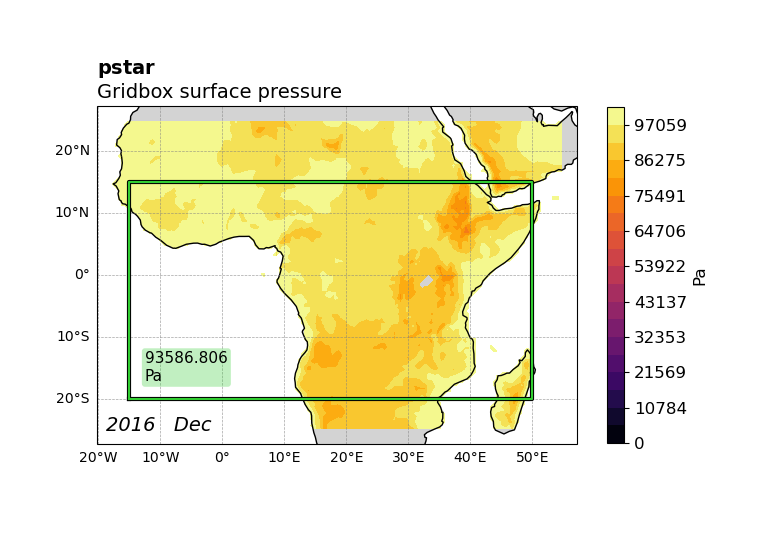 pstar
Gridbox surface pressure
20°N
10°N
0°
10°S
20°S
93586.806
Pa
2016 Dec
20°W 10°W 0° 10°E 20°E 30°E 40°E 50°E
97059
86275
75491
64706
53922
43137
32353
21569
10784
0
Pa